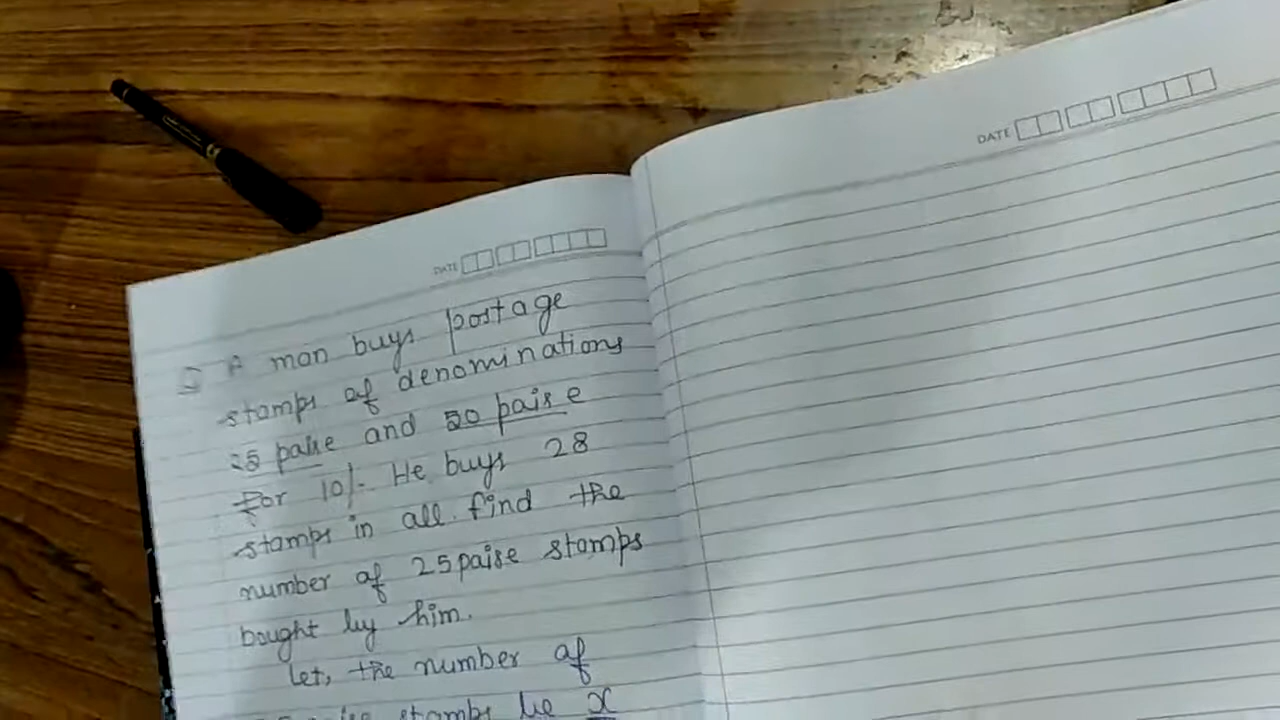 DATE
DATE
A man buys postage
stamps of denominations
25 paise and 50 paise
for 10/- He buys 28
stamps in all. find the
number of 25 paise stamps
bought by him.
let, the number of
stamps be x